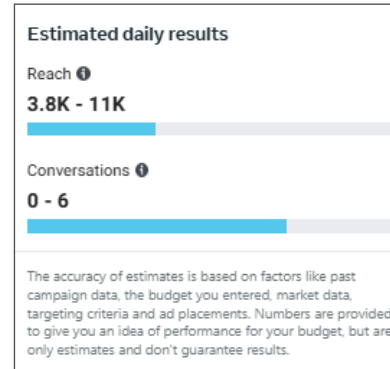 Estimated daily results
Reach
3.8K - 11K
Conversations
0 - 6
The accuracy of estimates is based on factors like past
campaign data, the budget you entered, market data,
targeting criteria and ad placements. Numbers are provided
to give you an idea of performance for your budget, but are
only estimates and don't guarantee results.